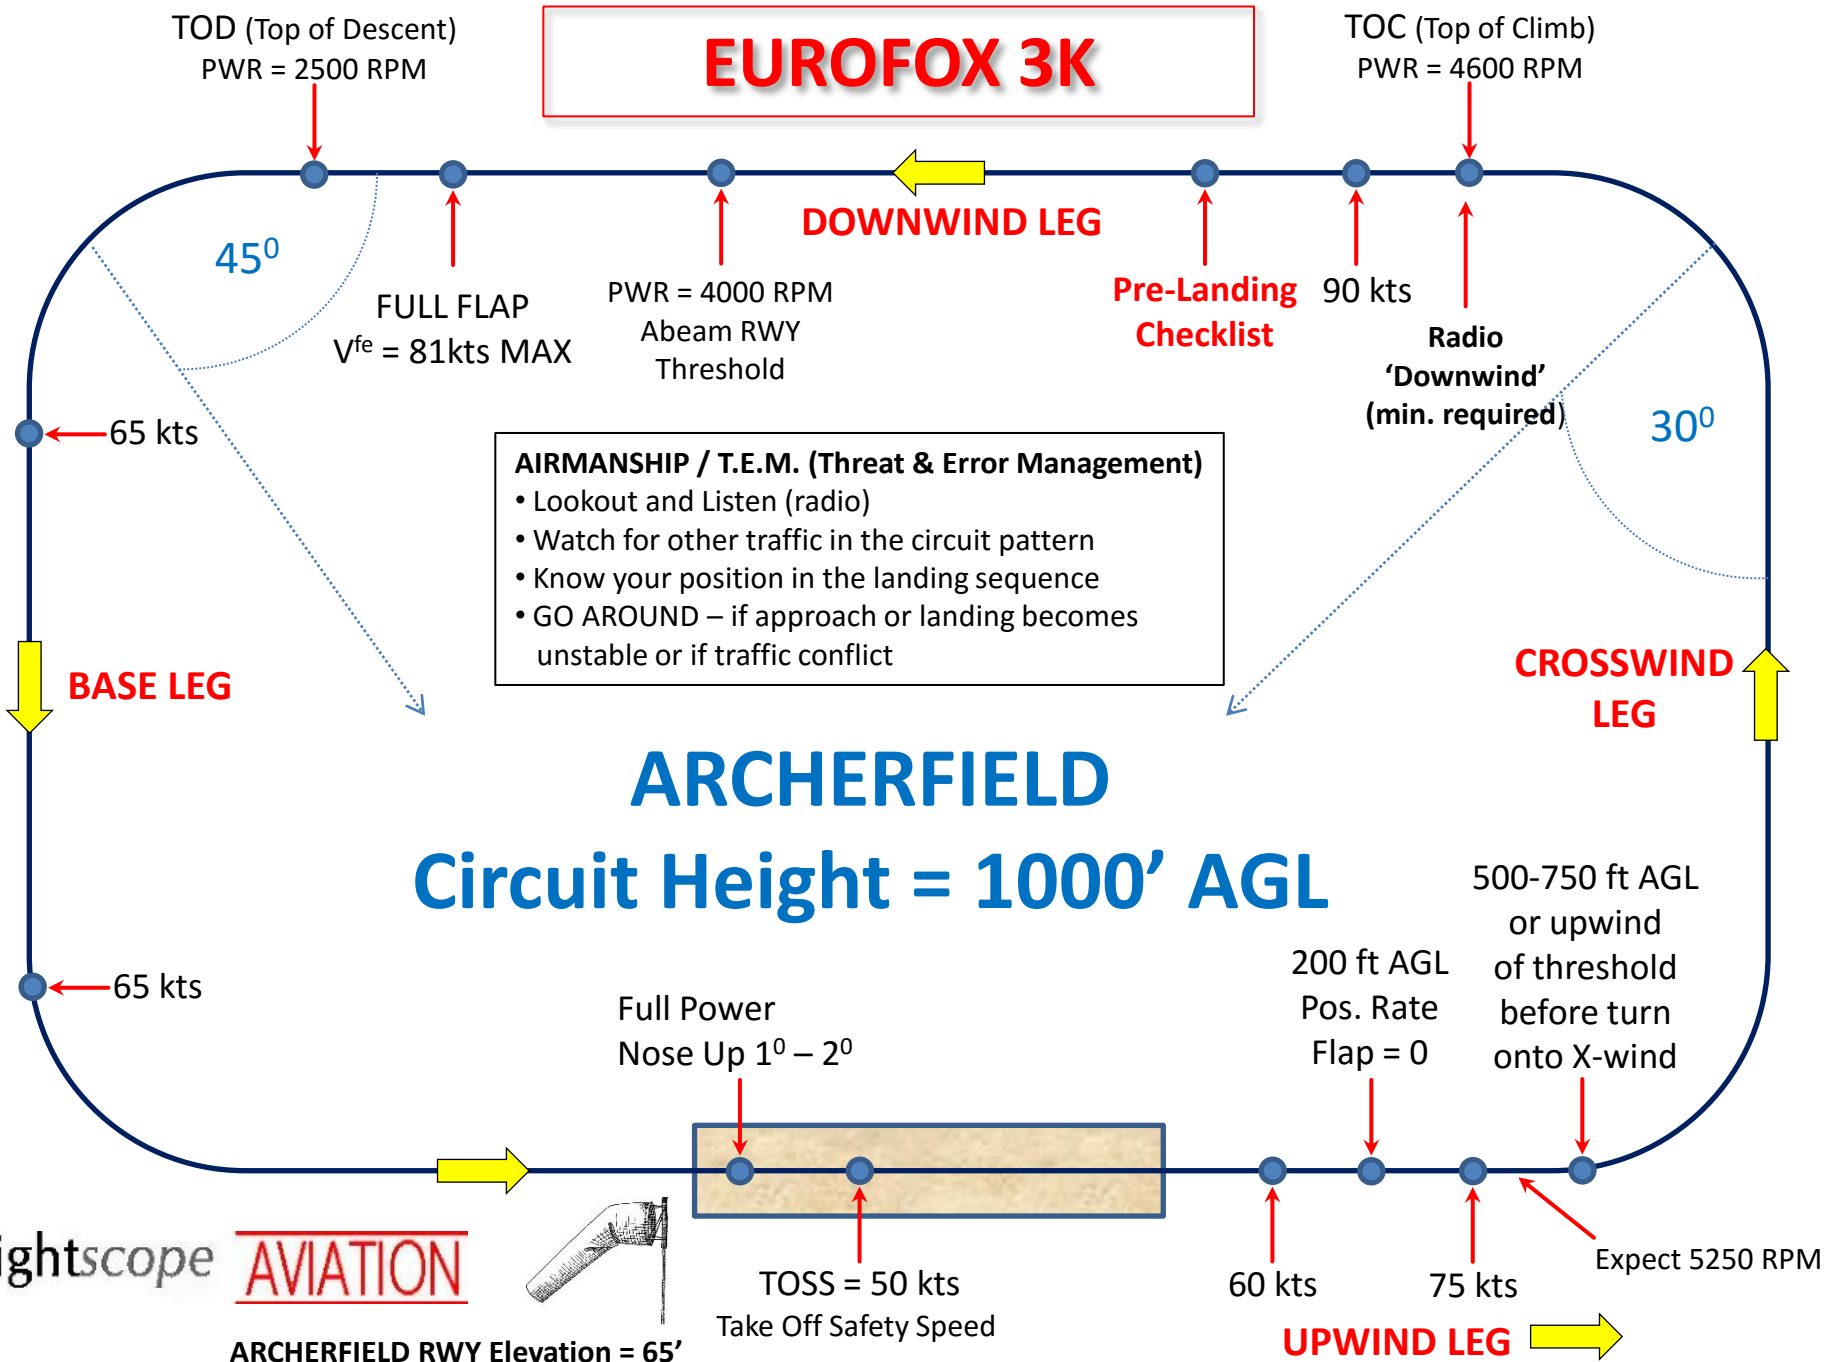 TOD (Top of Descent)
PWR = 2500 RPM
EUROFOX 3K
TOC (Top of Climb)
PWR = 4600 RPM
DOWNWIND LEG
45⁰
FULL FLAP
Vᶠᵉ = 81kts MAX
PWR = 4000 RPM
Abeam RWY
Threshold
Pre-Landing
Checklist
90 kts
Radio
‘Downwind’
(min. required)
30⁰
65 kts
AIRMANSHIP / T.E.M. (Threat & Error Management)
• Lookout and Listen (radio)
• Watch for other traffic in the circuit pattern
• Know your position in the landing sequence
• GO AROUND – if approach or landing becomes
unstable or if traffic conflict
BASE LEG
CROSSWIND
LEG
ARCHERFIELD
Circuit Height = 1000’ AGL
65 kts
Full Power
Nose Up 1⁰ – 2⁰
200 ft AGL
Pos. Rate
Flap = 0
500-750 ft AGL
or upwind
of threshold
before turn
onto X-wind
ightscope AVIATION
TOSS = 50 kts
Take Off Safety Speed
60 kts
75 kts
Expect 5250 RPM
UPWIND LEG
ARCHERFIELD RWY Elevation = 65’